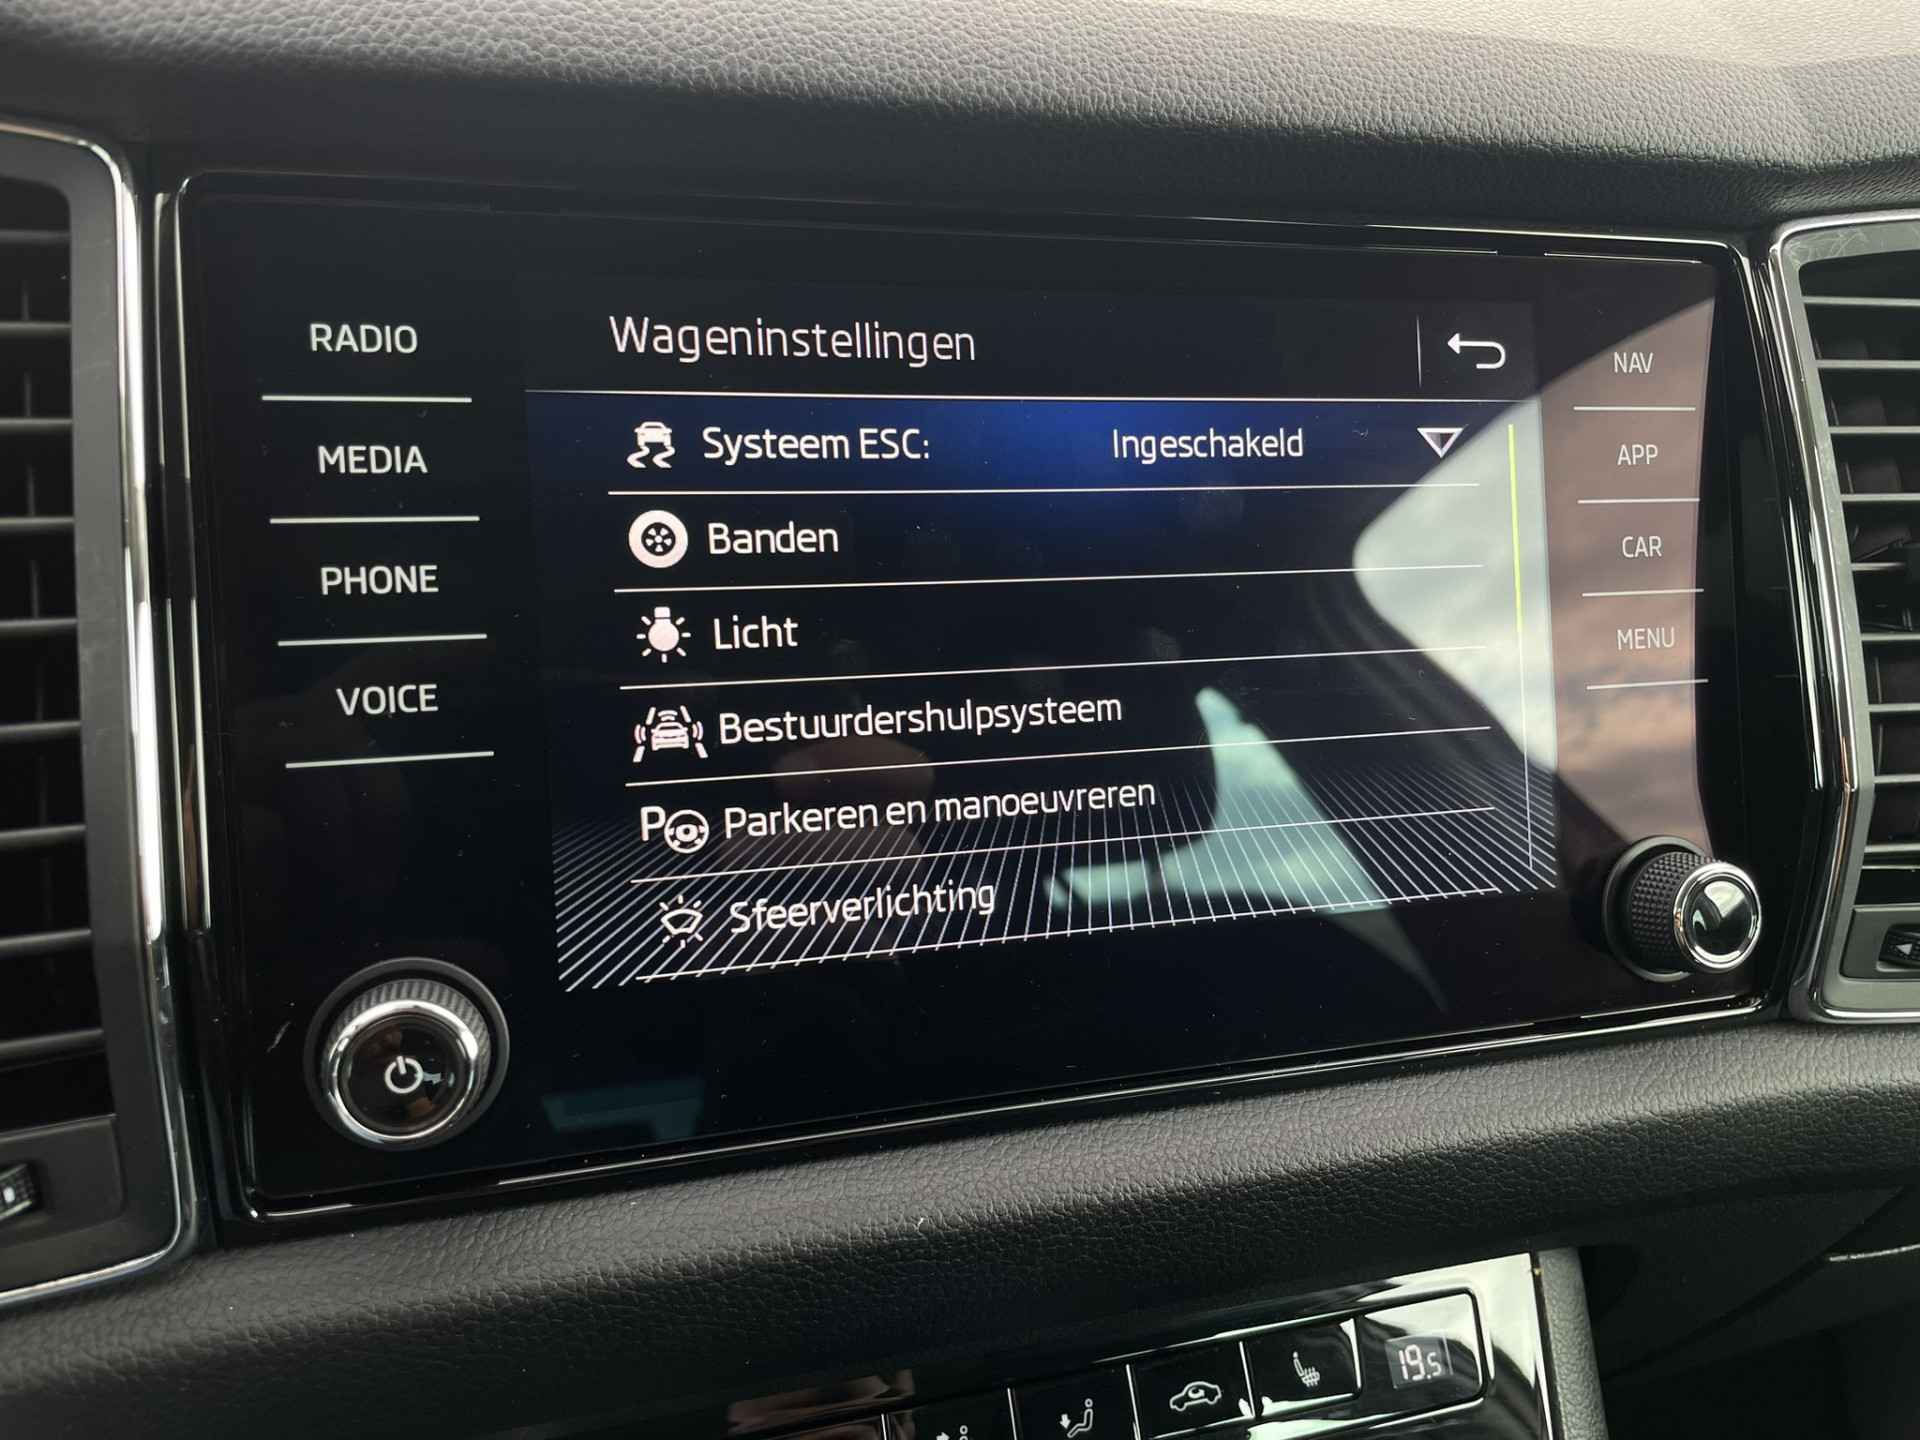 RADIO
MEDIA
PHONE
VOICE
Wageninstellingen
Systeem ESC: Ingeschakeld
Banden
Licht
Bestuurdershulpsysteem
P Parkeren en manoeuvreren
Sfeerverlichting
NAV
APP
CAR
MENU
19.5